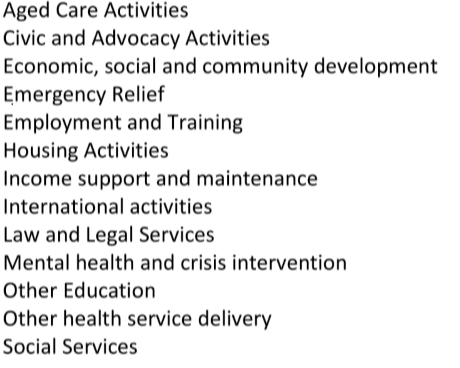 Aged Care Activities
Civic and Advocacy Activities
Economic, social and community development
Emergency Relief
Employment and Training
Housing Activities
Income support and maintenance
International activities
Law and Legal Services
Mental health and crisis intervention
Other Education
Other health service delivery
Social Services